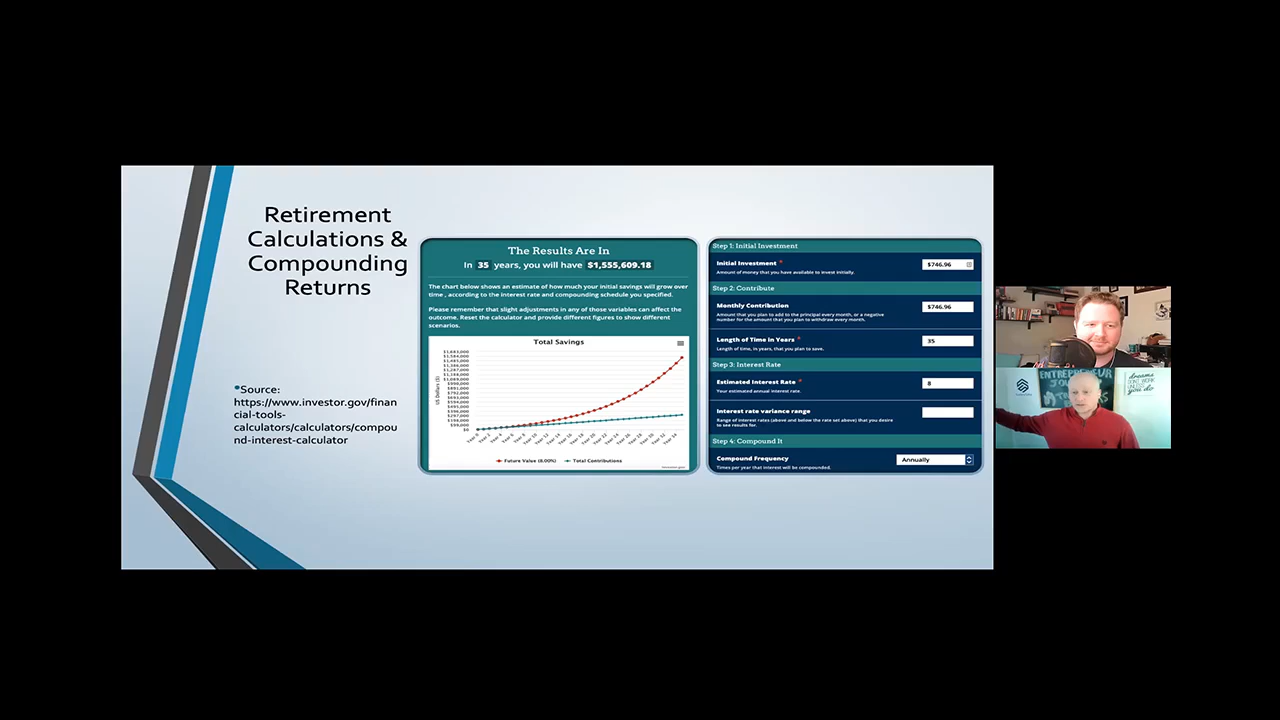 Retirement
Calculations &
Compounding
Returns
Source:
https://www.investor.gov/finan
cial-tools-
calculators/calculators/compou
nd-interest-calculator
The Results Are In
In 35 years, you will have $1,555,609.18
The chart below shows an estimate of how much your initial savings will grow over
time , according to the interest rate and compounding schedule you specified.
Please remember that slight adjustments in any of those variables can affect the
outcome. Reset the calculator and provide different figures to show different
scenarios.
Total Savings
US Dollars ($)
$0
Future Value (8.00%)
Total Contributions
Step 1: Initial Investment
Initial Investment *
$746.96
Amount of money that you have available to invest initially.
Step 2: Contribute
Monthly Contribution
$746.96
Amount that you plan to add to the principal every month, or a negative
number for the amount that you plan to withdraw every month.
Length of Time in Years *
35
Length of time, in years, that you plan to save.
Step 3: Interest Rate
Estimated Interest Rate *
8
Your estimated annual interest rate.
Interest rate variance range
Range of interest rates (above and below the rate set above) that you desire
to see results for.
Step 4: Compound It
Compound Frequency
Annually
Times per year that interest will be compounded.
ENTREPRENEUR
dreams
DON'T WORK
UNLESS
you do